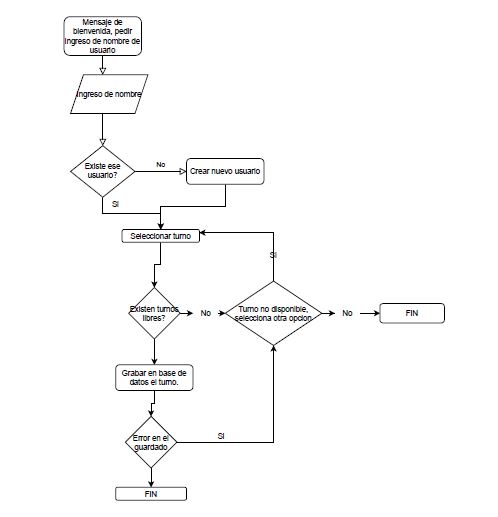 Mensaje de
bienvenida, pedir
Ingreso de nombre de
usuario
Ingreso de nombre
Existe ese
usuario?
No
Crear nuevo usuario
SI
Seleccionar turno
SI
Existen turnos
libres?
No
Turno no disponible,
selecciona otra opcion
No
FIN
Grabar en base de
datos el turno.
Error en el
guardado
SI
FIN